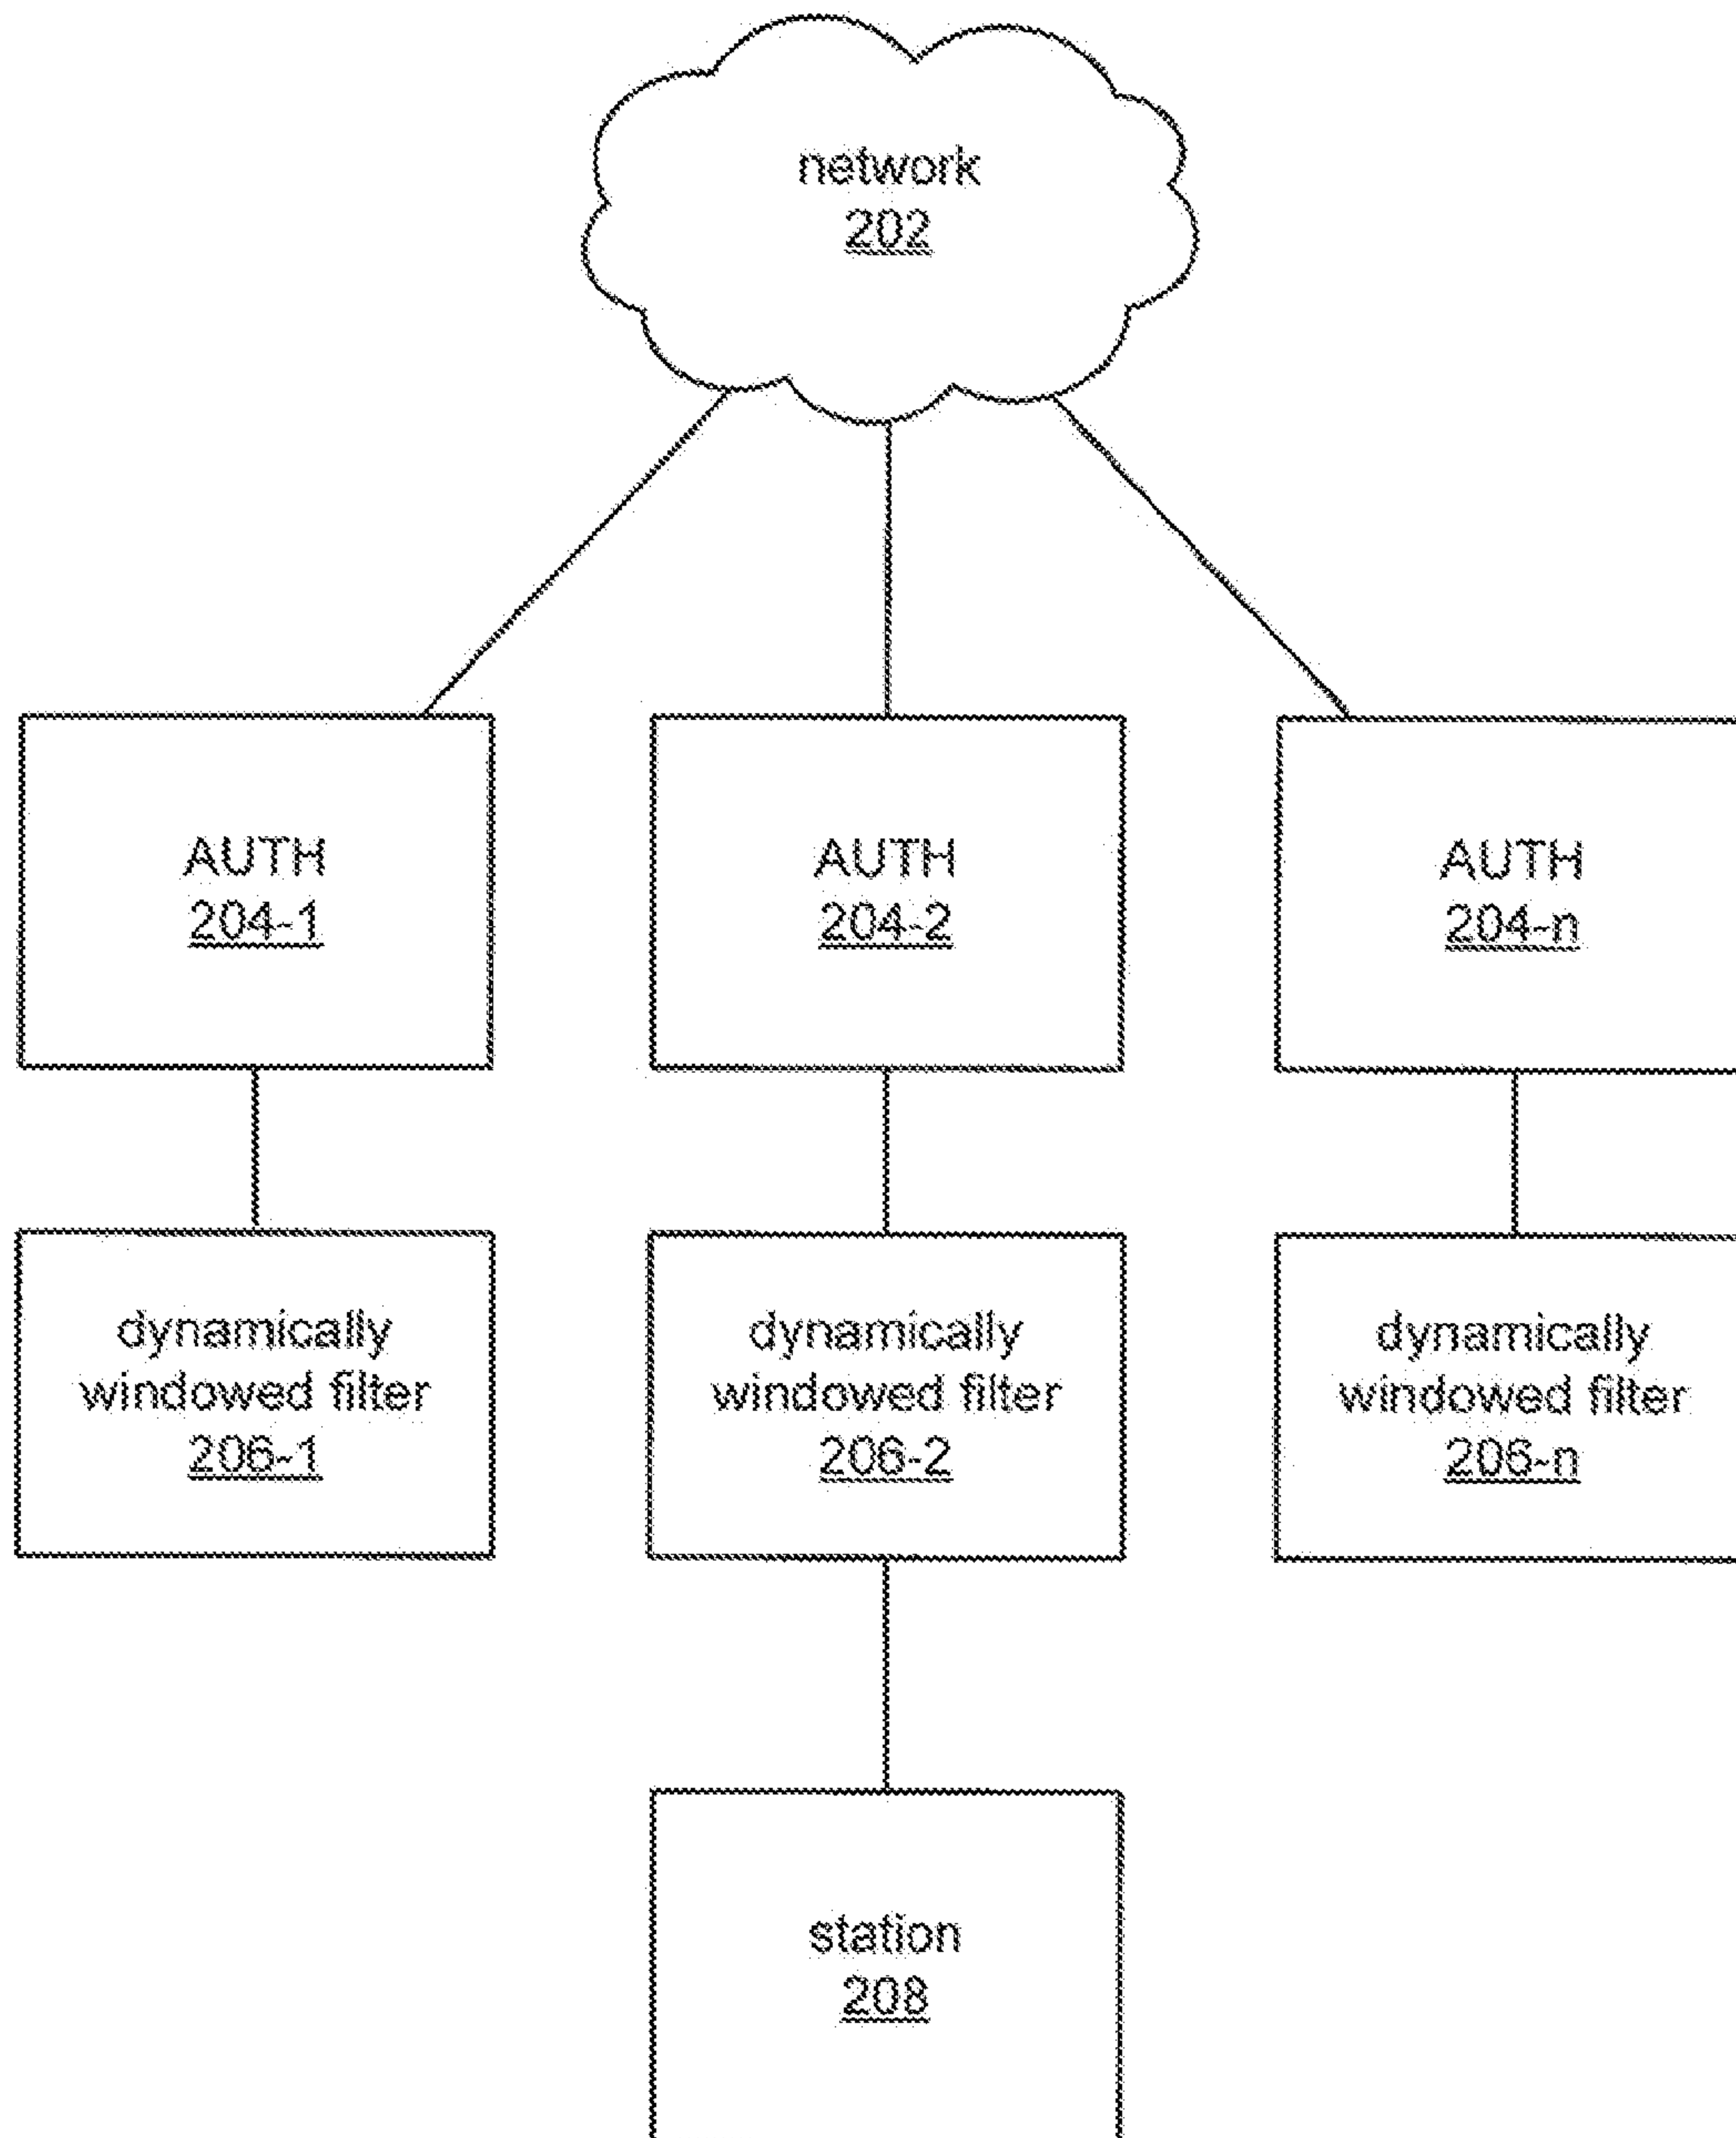 network
202
AUTH
204-1
AUTH
204-2
AUTH
204-n
dynamically
windowed filter
206-1
dynamically
windowed filter
206-2
dynamically
windowed filter
206-n
station
208